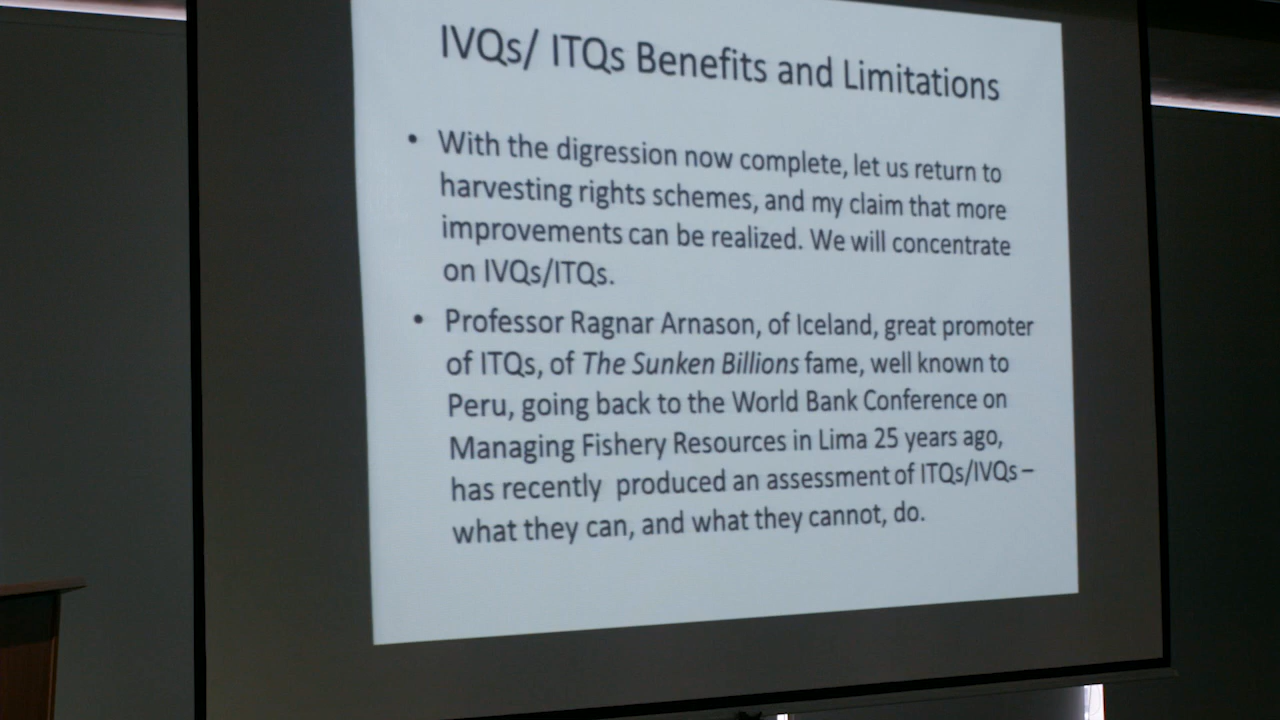 IVQs/ ITQs Benefits and Limitations
• With the digression now complete, let us return to
harvesting rights schemes, and my claim that more
improvements can be realized. We will concentrate
on IVQs/ITQs.
• Professor Ragnar Arnason, of Iceland, great promoter
of ITQs, of The Sunken Billions fame, well known to
Peru, going back to the World Bank Conference on
Managing Fishery Resources in Lima 25 years ago,
has recently  produced an assessment of ITQs/IVQs –
what they can, and what they cannot, do.